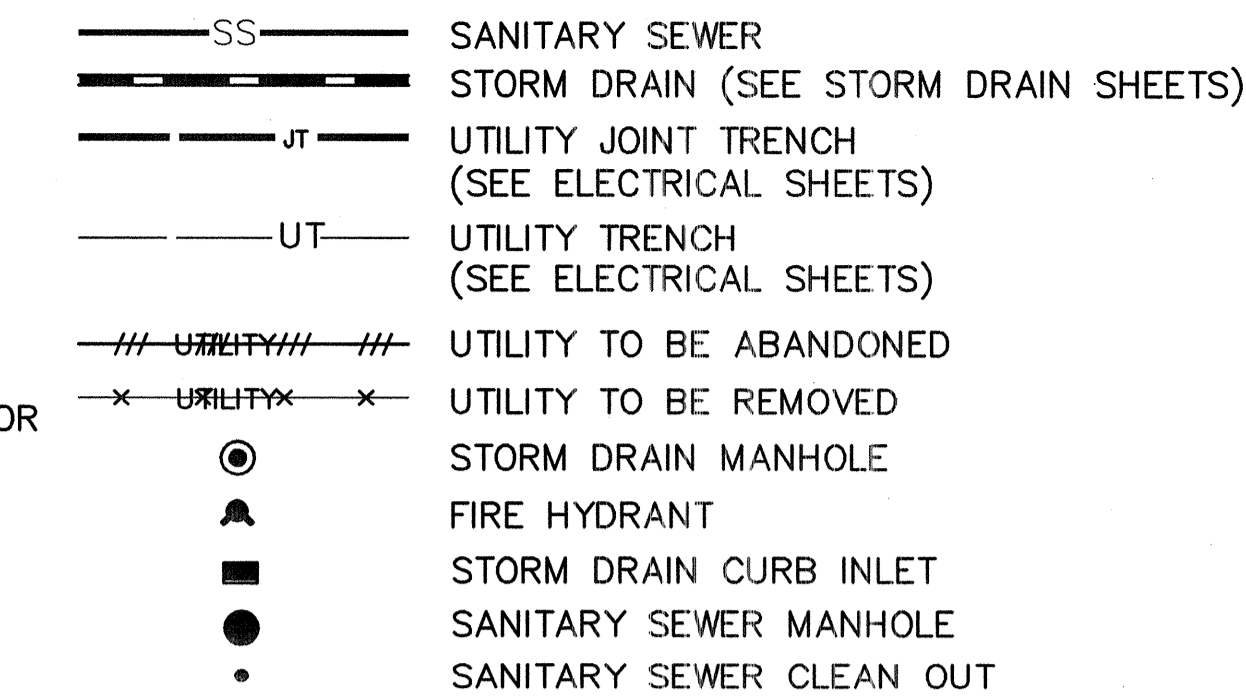 SS SANITARY SEWER
STORM DRAIN (SEE STORM DRAIN SHEETS)
JT UTILITY JOINT TRENCH
(SEE ELECTRICAL SHEETS)
UT UTILITY TRENCH
(SEE ELECTRICAL SHEETS)
/// UTILITY/// /// UTILITY TO BE ABANDONED
OR
X UTILITYX X UTILITY TO BE REMOVED
STORM DRAIN MANHOLE
FIRE HYDRANT
STORM DRAIN CURB INLET
SANITARY SEWER MANHOLE
SANITARY SEWER CLEAN OUT